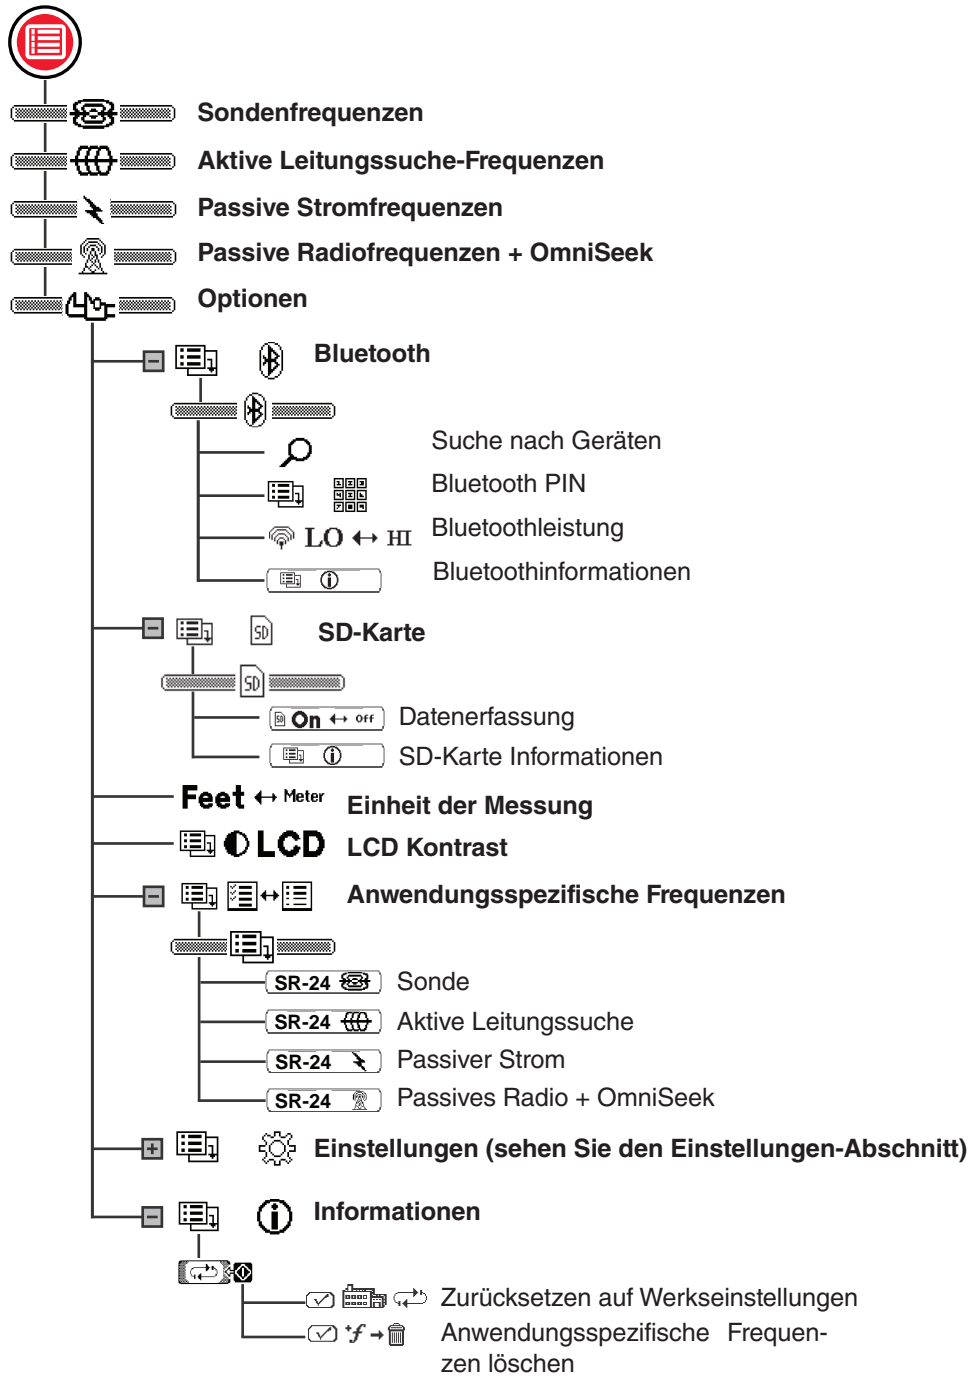 Sondenfrequenzen
Aktive Leitungssuche-Frequenzen
Passive Stromfrequenzen
Passive Radiofrequenzen + OmniSeek
Optionen
Bluetooth
Suche nach Geräten
Bluetooth PIN
LO ↔ HI Bluetoothleistung
Bluetoothinformationen
SD SD-Karte
SD
SD On ↔ Off Datenerfassung
SD-Karte Informationen
Feet ↔ Meter Einheit der Messung
LCD LCD Kontrast
Anwendungsspezifische Frequenzen
SR-24 Sonde
SR-24 Aktive Leitungssuche
SR-24 Passiver Strom
SR-24 Passives Radio + OmniSeek
Einstellungen (sehen Sie den Einstellungen-Abschnitt)
Informationen
Zurücksetzen auf Werkseinstellungen
+f → Anwendungsspezifische Frequen-
zen löschen